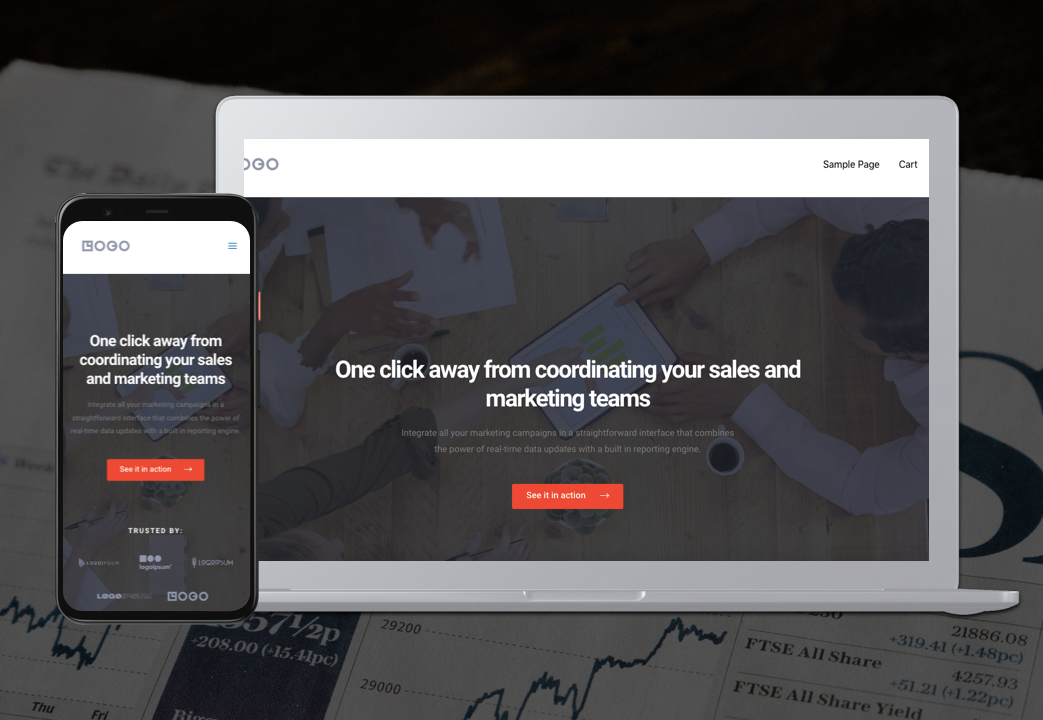 The Daily
OGO
Sample Page
Cart
One click away from coordinating your sales and
marketing teams
Integrate all your marketing campaigns in a straightforward interface that combines
the power of real-time data updates with a built in reporting engine.
See it in action →
LOGO
One click away from
coordinating your sales
and marketing teams
Integrate all your marketing campaigns in a
straightforward interface that combines the power of
real-time data updates with a built in reporting engine.
See it in action →
TRUSTED BY:
LOGOIPSUM
logoipsum
LOGOIPSUM
LOGOIPSUM
LOGO
Week
57½p
+208.00 (+15.41pc)
29200
29000
Thu
Fri
21886.08
FTSE All Share
+319.41 (+1.48pc)
4257.93
FTSE All Share Yield
+51.21 (+1.22pc)